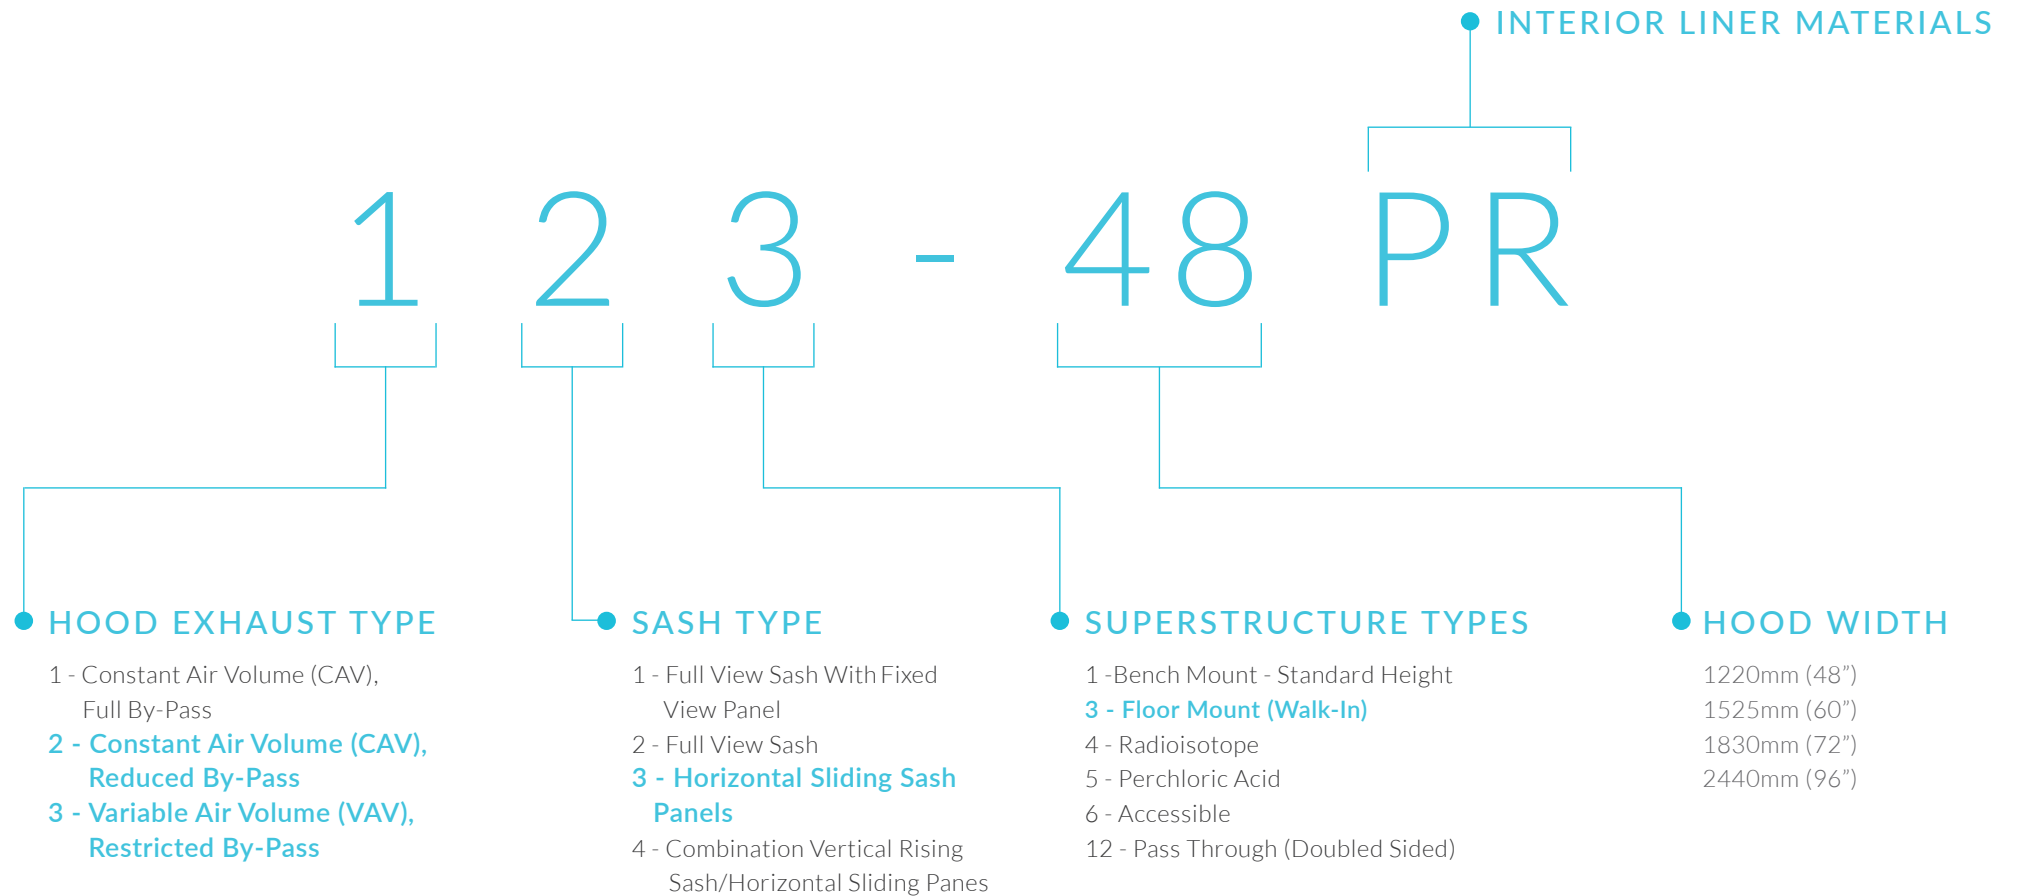 INTERIOR LINER MATERIALS
1 2 3 - 48 PR
HOOD EXHAUST TYPE
1 - Constant Air Volume (CAV),
Full By-Pass
2 - Constant Air Volume (CAV),
Reduced By-Pass
3 - Variable Air Volume (VAV),
Restricted By-Pass
SASH TYPE
1 - Full View Sash With Fixed
View Panel
2 - Full View Sash
3 - Horizontal Sliding Sash
Panels
4 - Combination Vertical Rising
Sash/Horizontal Sliding Panes
SUPERSTRUCTURE TYPES
1 -Bench Mount - Standard Height
3 - Floor Mount (Walk-In)
4 - Radioisotope
5 - Perchloric Acid
6 - Accessible
12 - Pass Through (Doubled Sided)
HOOD WIDTH
1220mm (48”)
1525mm (60”)
1830mm (72”)
2440mm (96”)